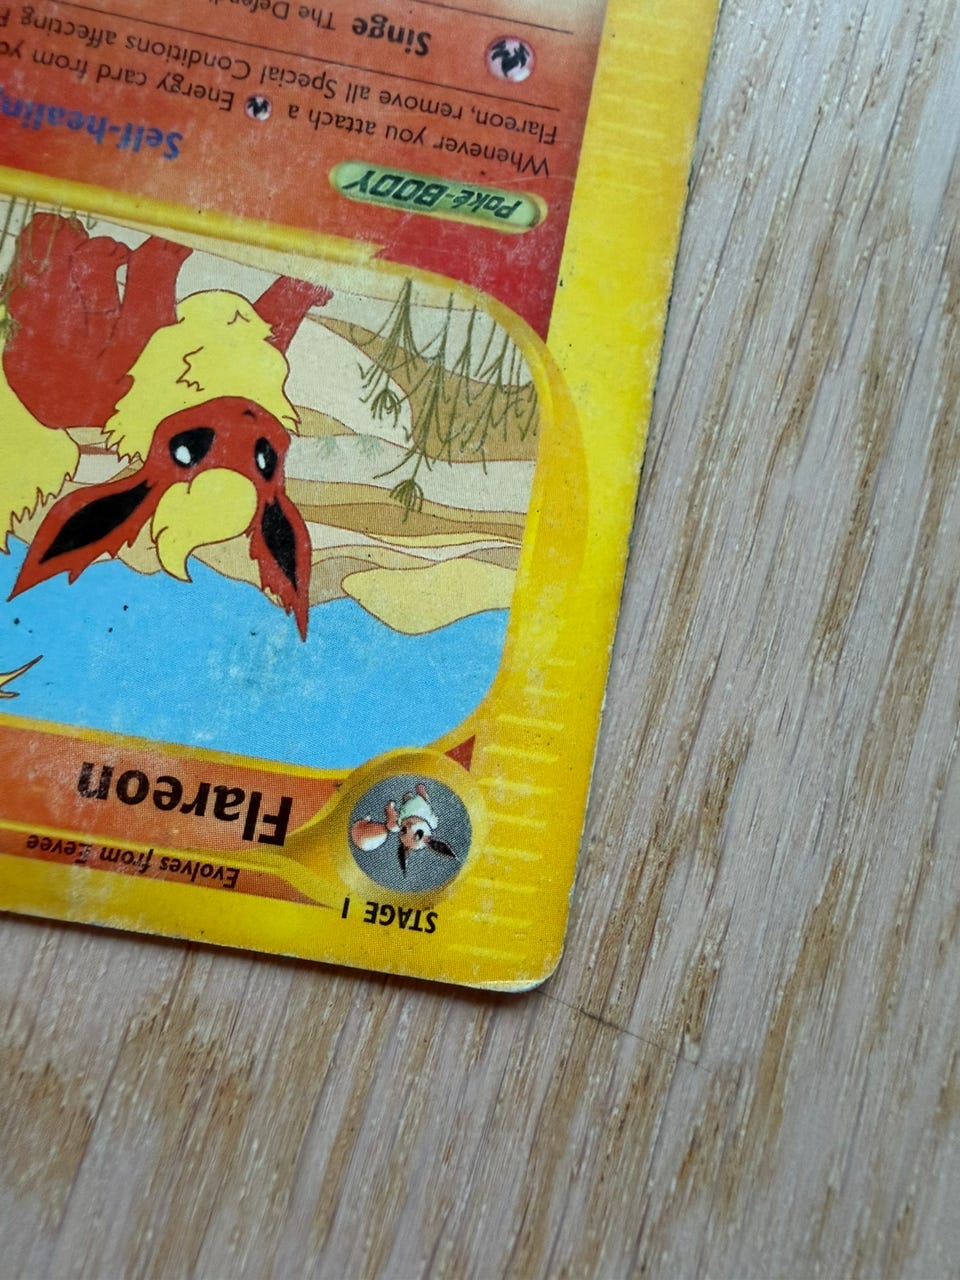 STAGE 1
Evolves from Eevee
Flareon
Poké-BODY
Self-healing
Whenever you attach a Energy card from
Flareon, remove all Special Conditions affecting
Singe The